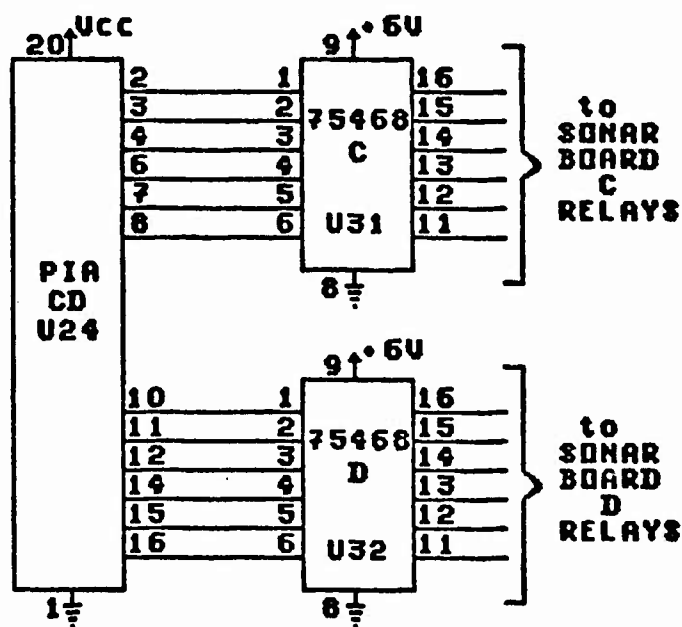 20 Vcc
9 +6V
2 1 16
3 2 75468 15
4 3 C 14
6 4 13
7 5 12
8 6 U31 11
8
to
SONAR
BOARD
C
RELAYS
PIA
CD
U24
9 +6V
10 1 16
11 2 75468 15
12 3 D 14
14 4 13
15 5 12
16 6 U32 11
1
8
to
SONAR
BOARD
D
RELAYS